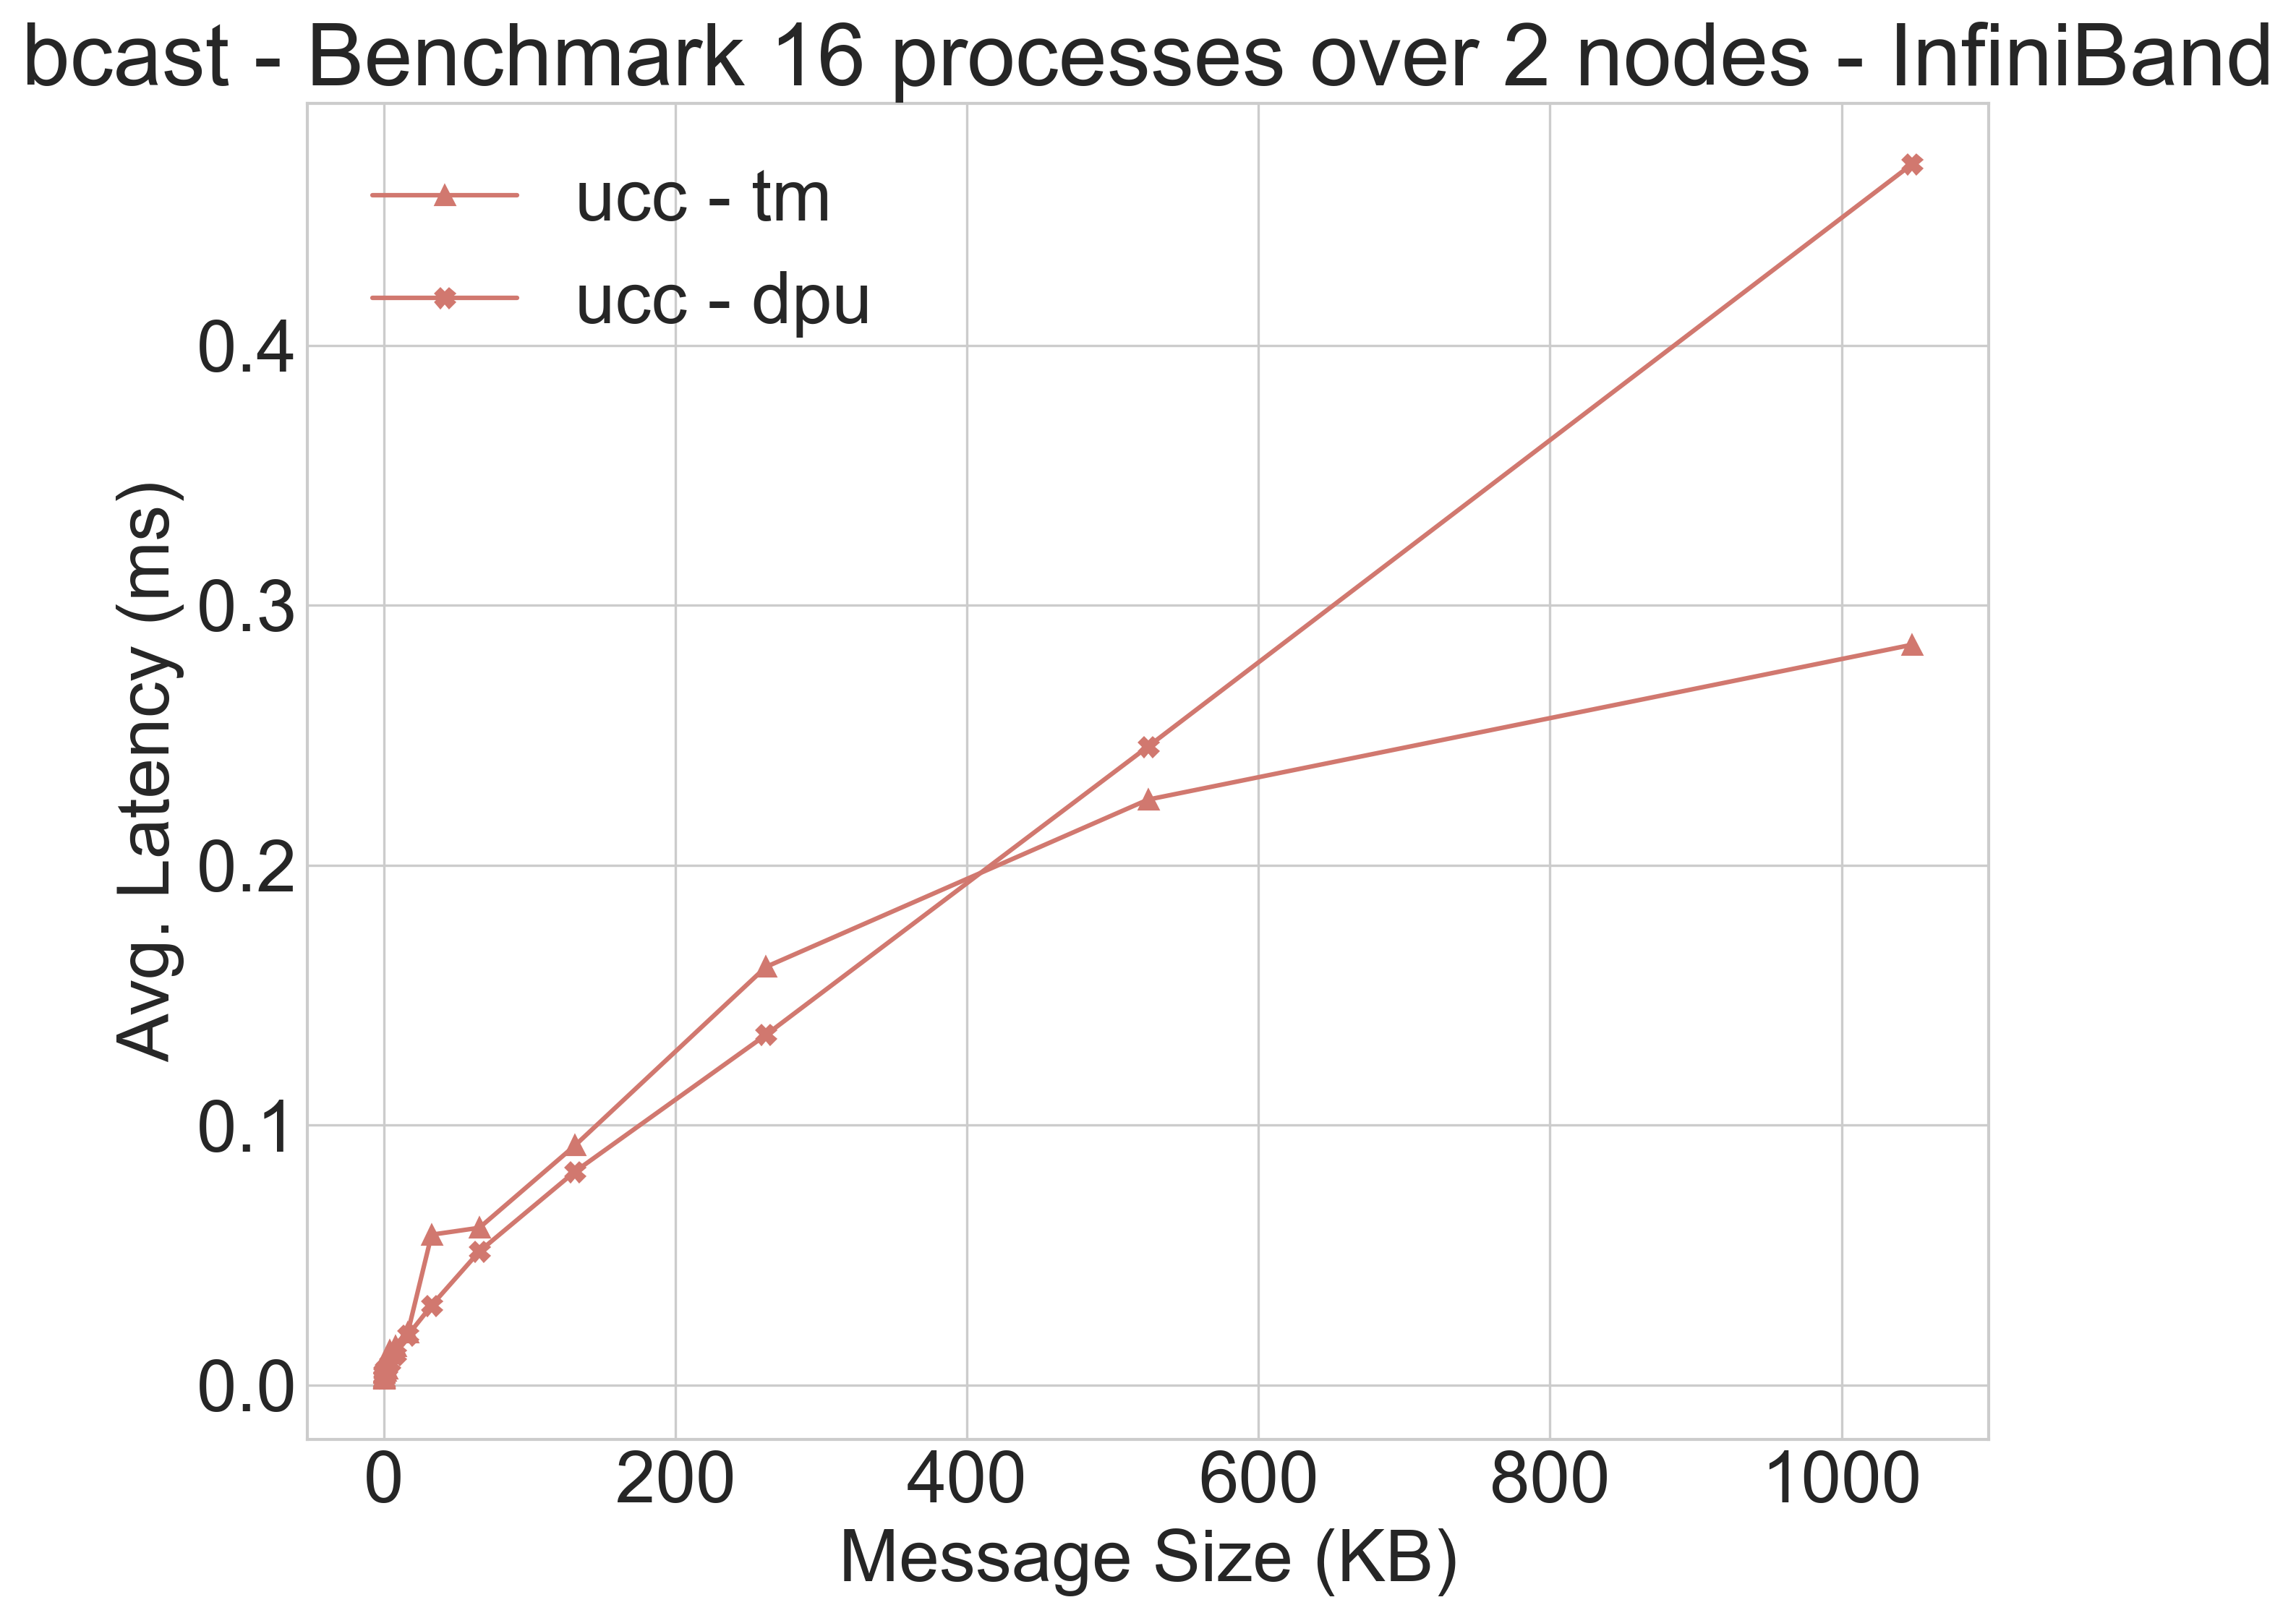 bcast - Benchmark 16 processes over 2 nodes - InfiniBand
ucc - tm
ucc - dpu
Avg. Latency (ms)
0.4
0.3
0.2
0.1
0.0
0 200 400 600 800 1000
Message Size (KB)